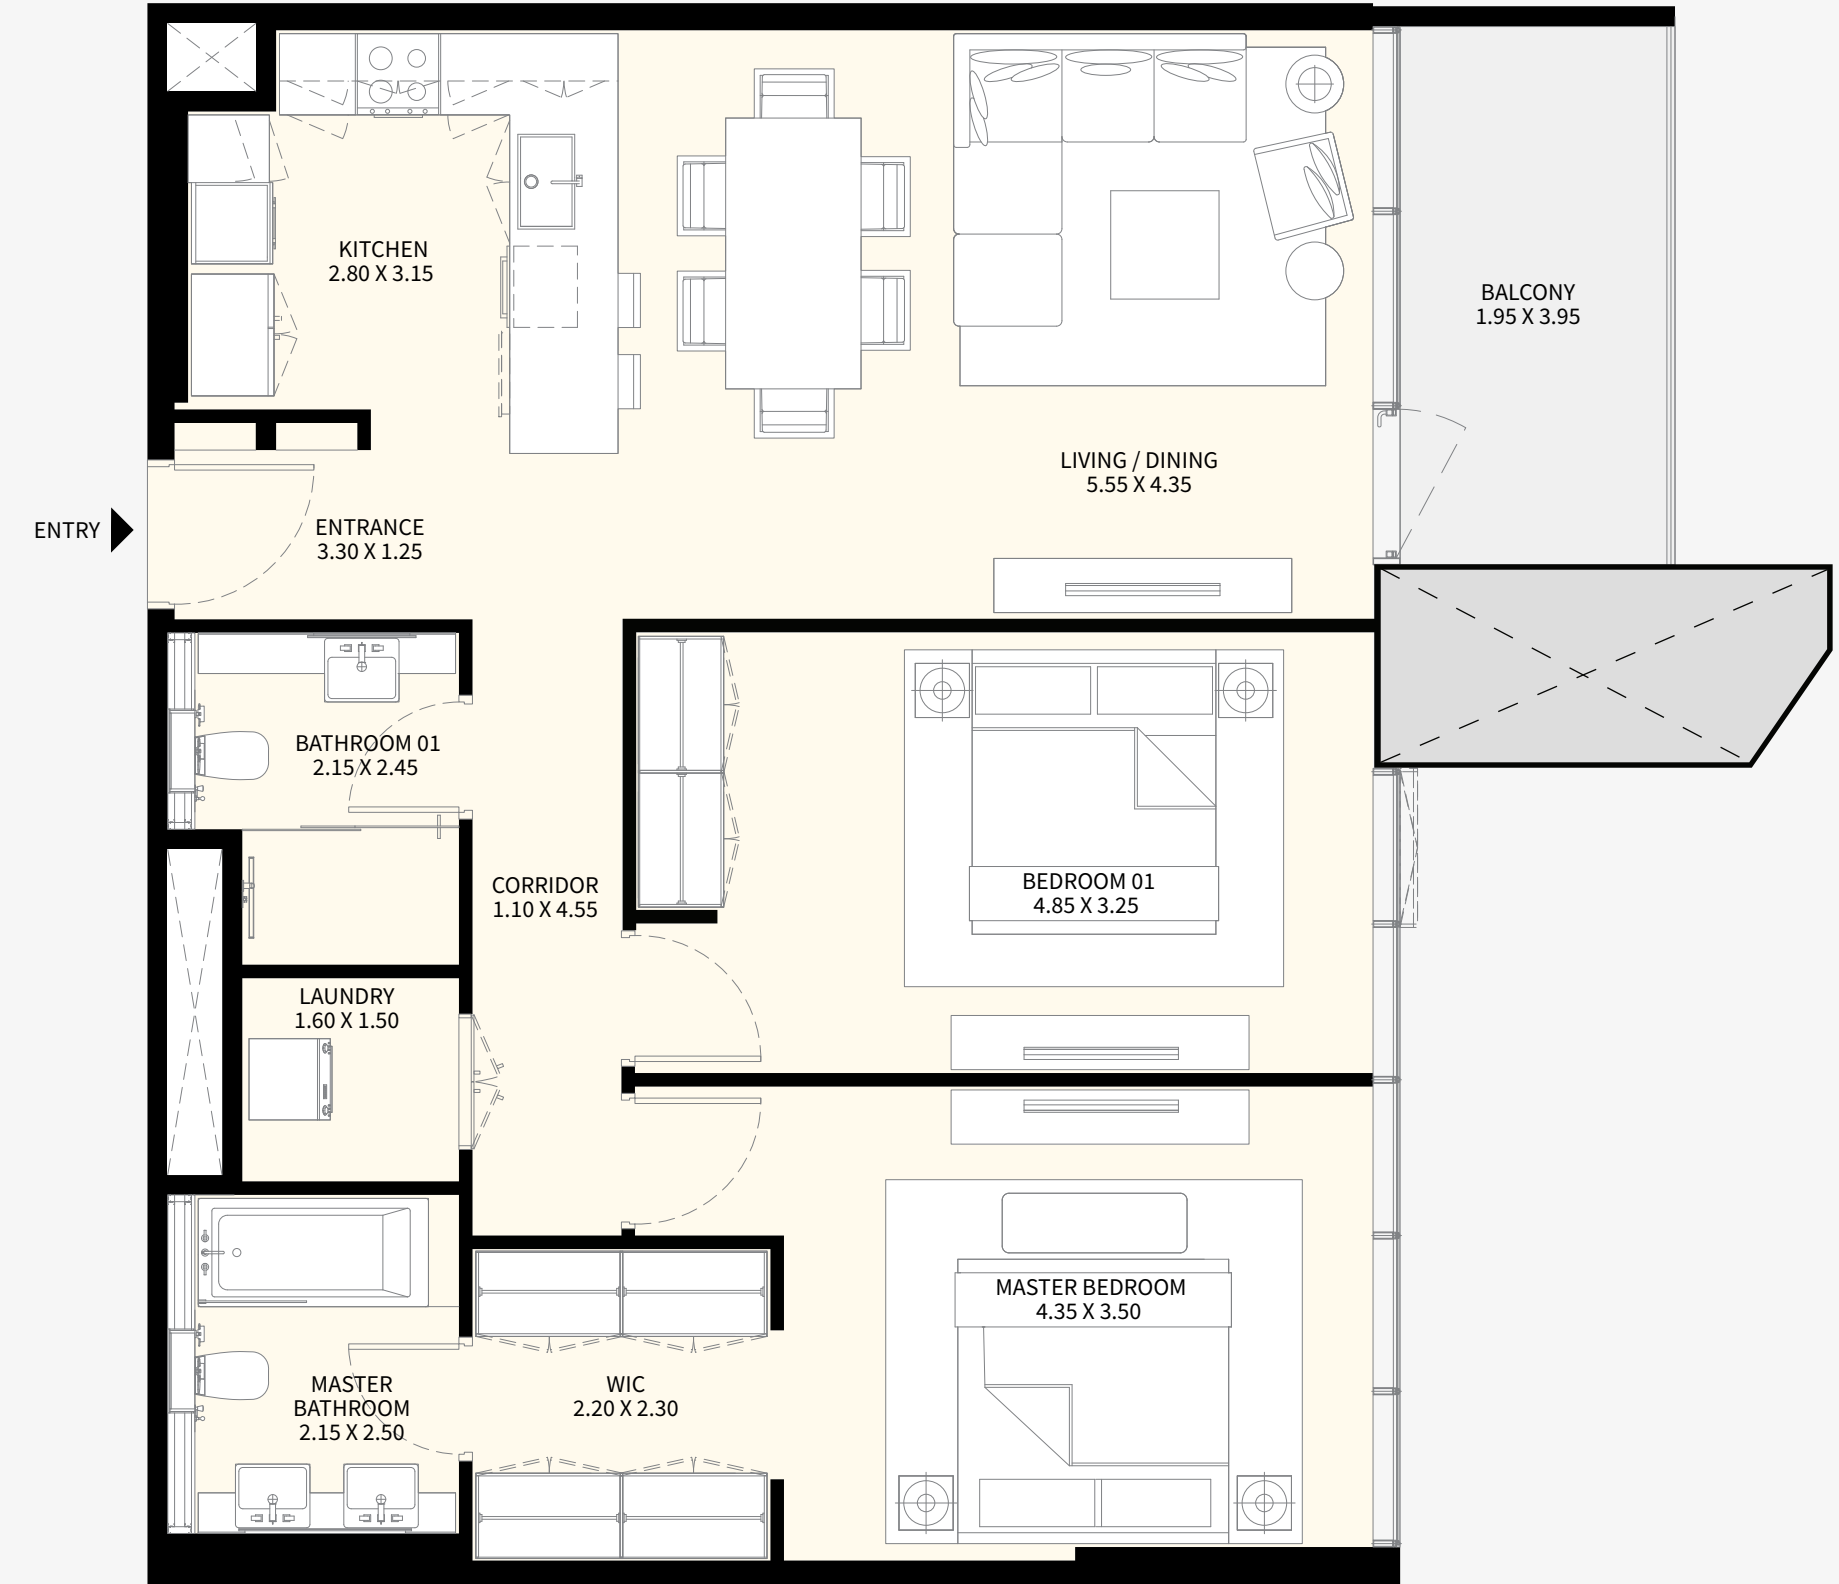 KITCHEN
2.80 X 3.15
BALCONY
1.95 X 3.95
LIVING / DINING
5.55 X 4.35
ENTRY
ENTRANCE
3.30 X 1.25
BATHROOM 01
2.15 X 2.45
CORRIDOR
1.10 X 4.55
BEDROOM 01
4.85 X 3.25
LAUNDRY
1.60 X 1.50
MASTER BEDROOM
4.35 X 3.50
MASTER
BATHROOM
2.15 X 2.50
WIC
2.20 X 2.30